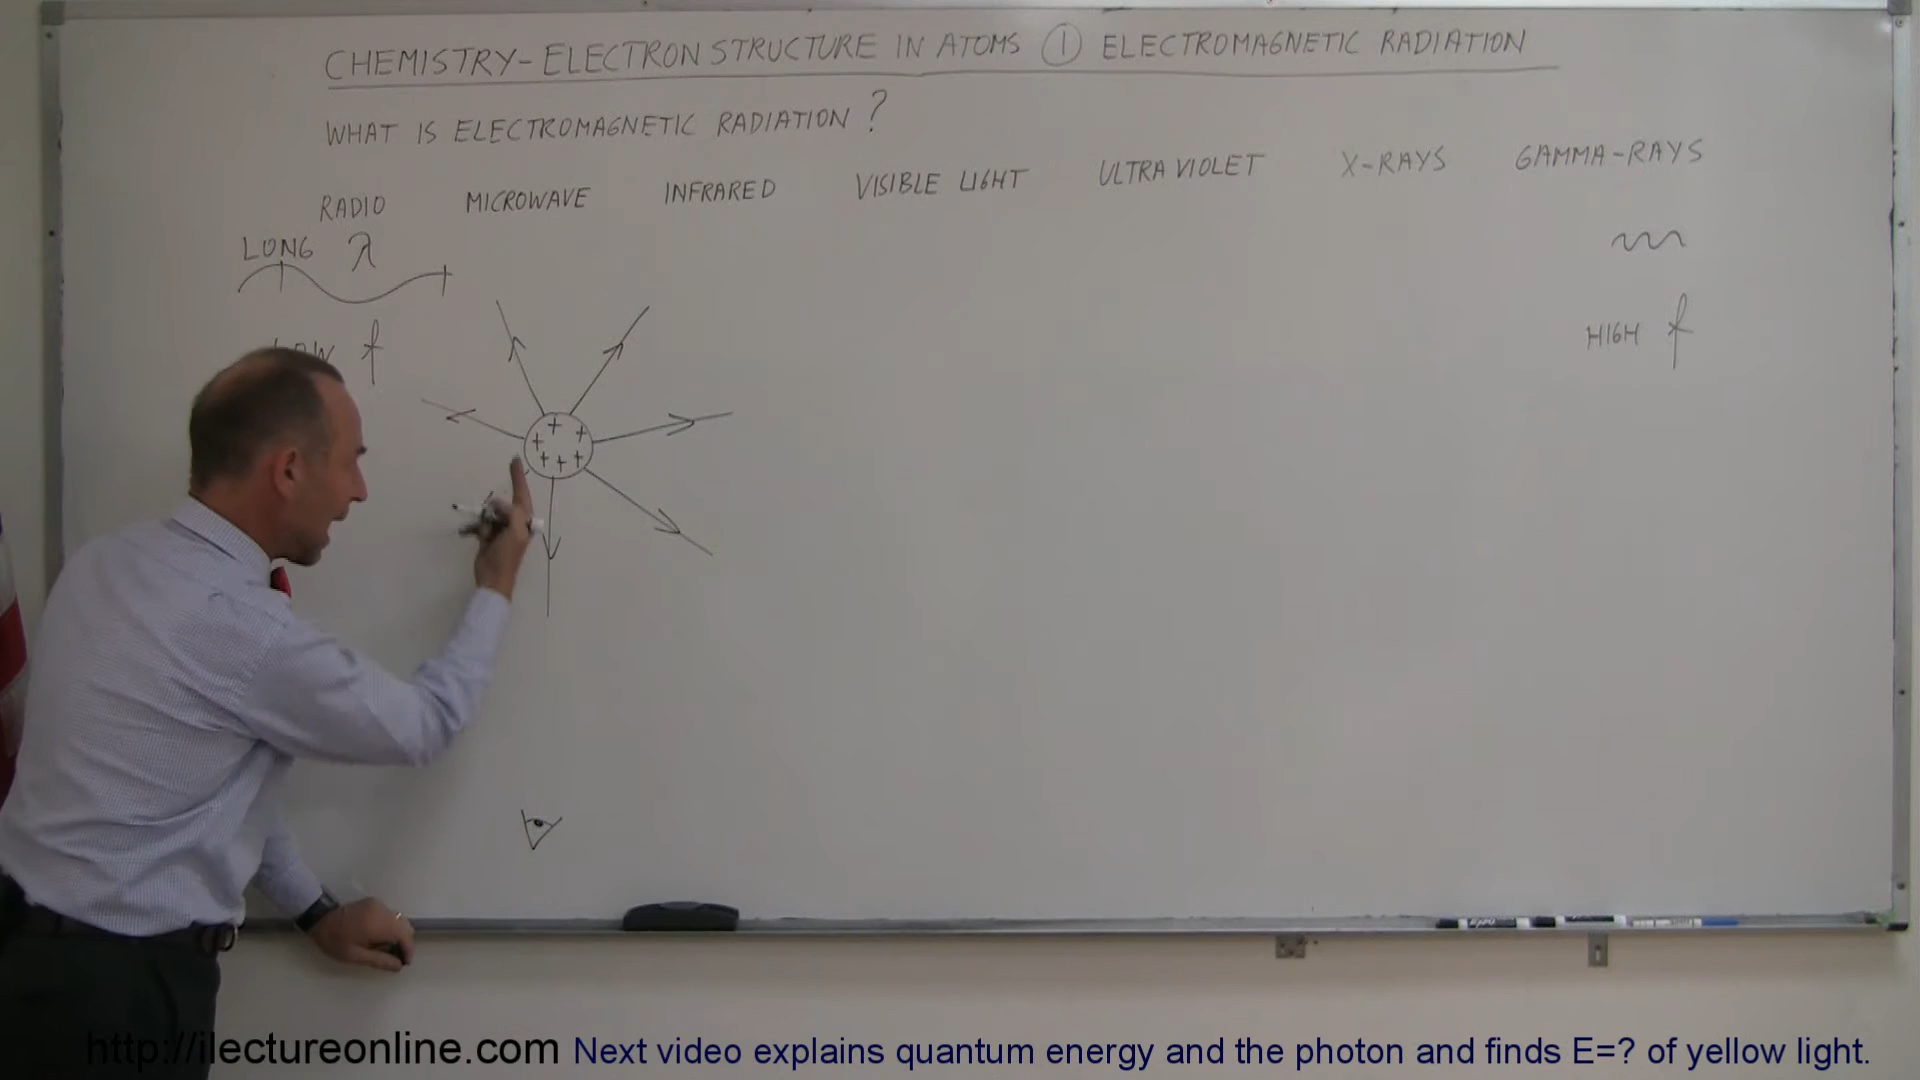 CHEMISTRY-ELECTRON STRUCTURE IN ATOMS ① ELECTROMAGNETIC RADIATION
WHAT IS ELECTROMAGNETIC RADIATION?
RADIO MICROWAVE INFRARED VISIBLE LIGHT ULTRA VIOLET X-RAYS GAMMA-RAYS
LONG λ
LOW f
HIGH f
+ + + + + +
http://ilectureonline.com Next video explains quantum energy and the photon and finds E=? of yellow light.